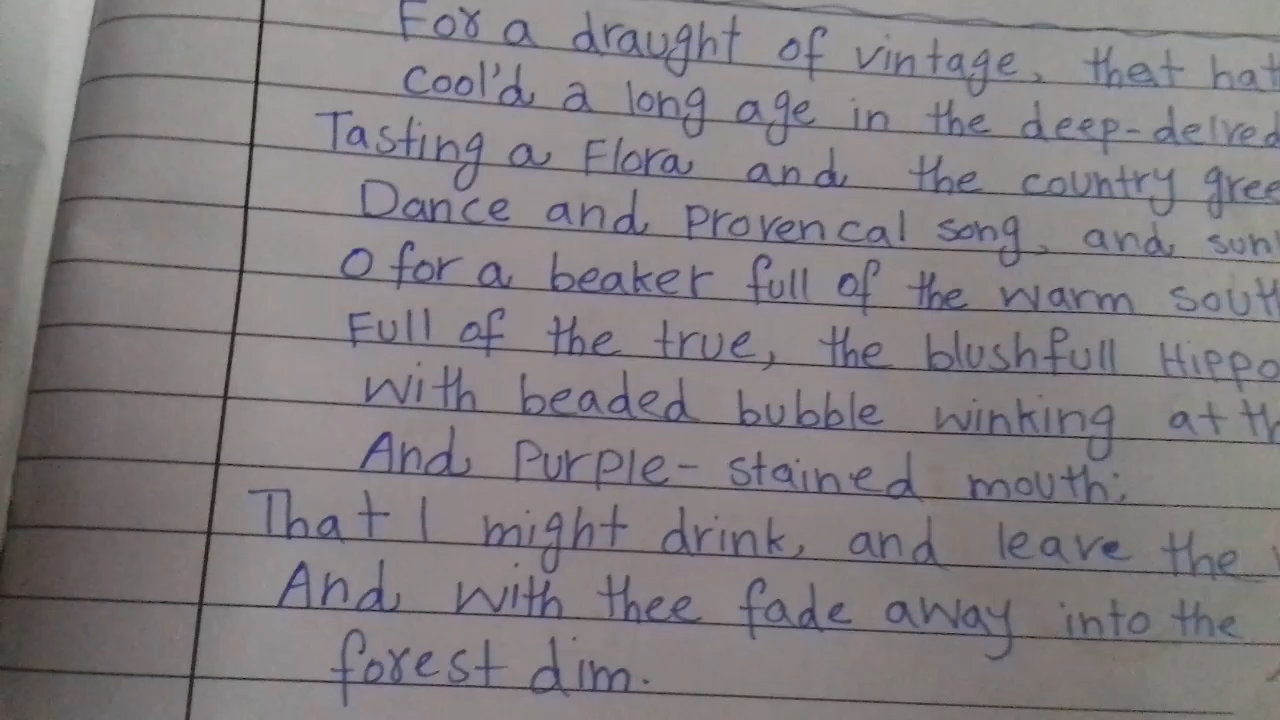 For a draught of vintage, that hat
Cool'd a long age in the deep-delved
Tasting a Flora and the country gree
Dance and Provencal song, and sun
O for a beaker full of the warm sout
Full of the true, the blushfull Hippo
With beaded bubble winking at th
And Purple-stained mouth;
That I might drink, and leave the
And with thee fade away into the
forest dim.